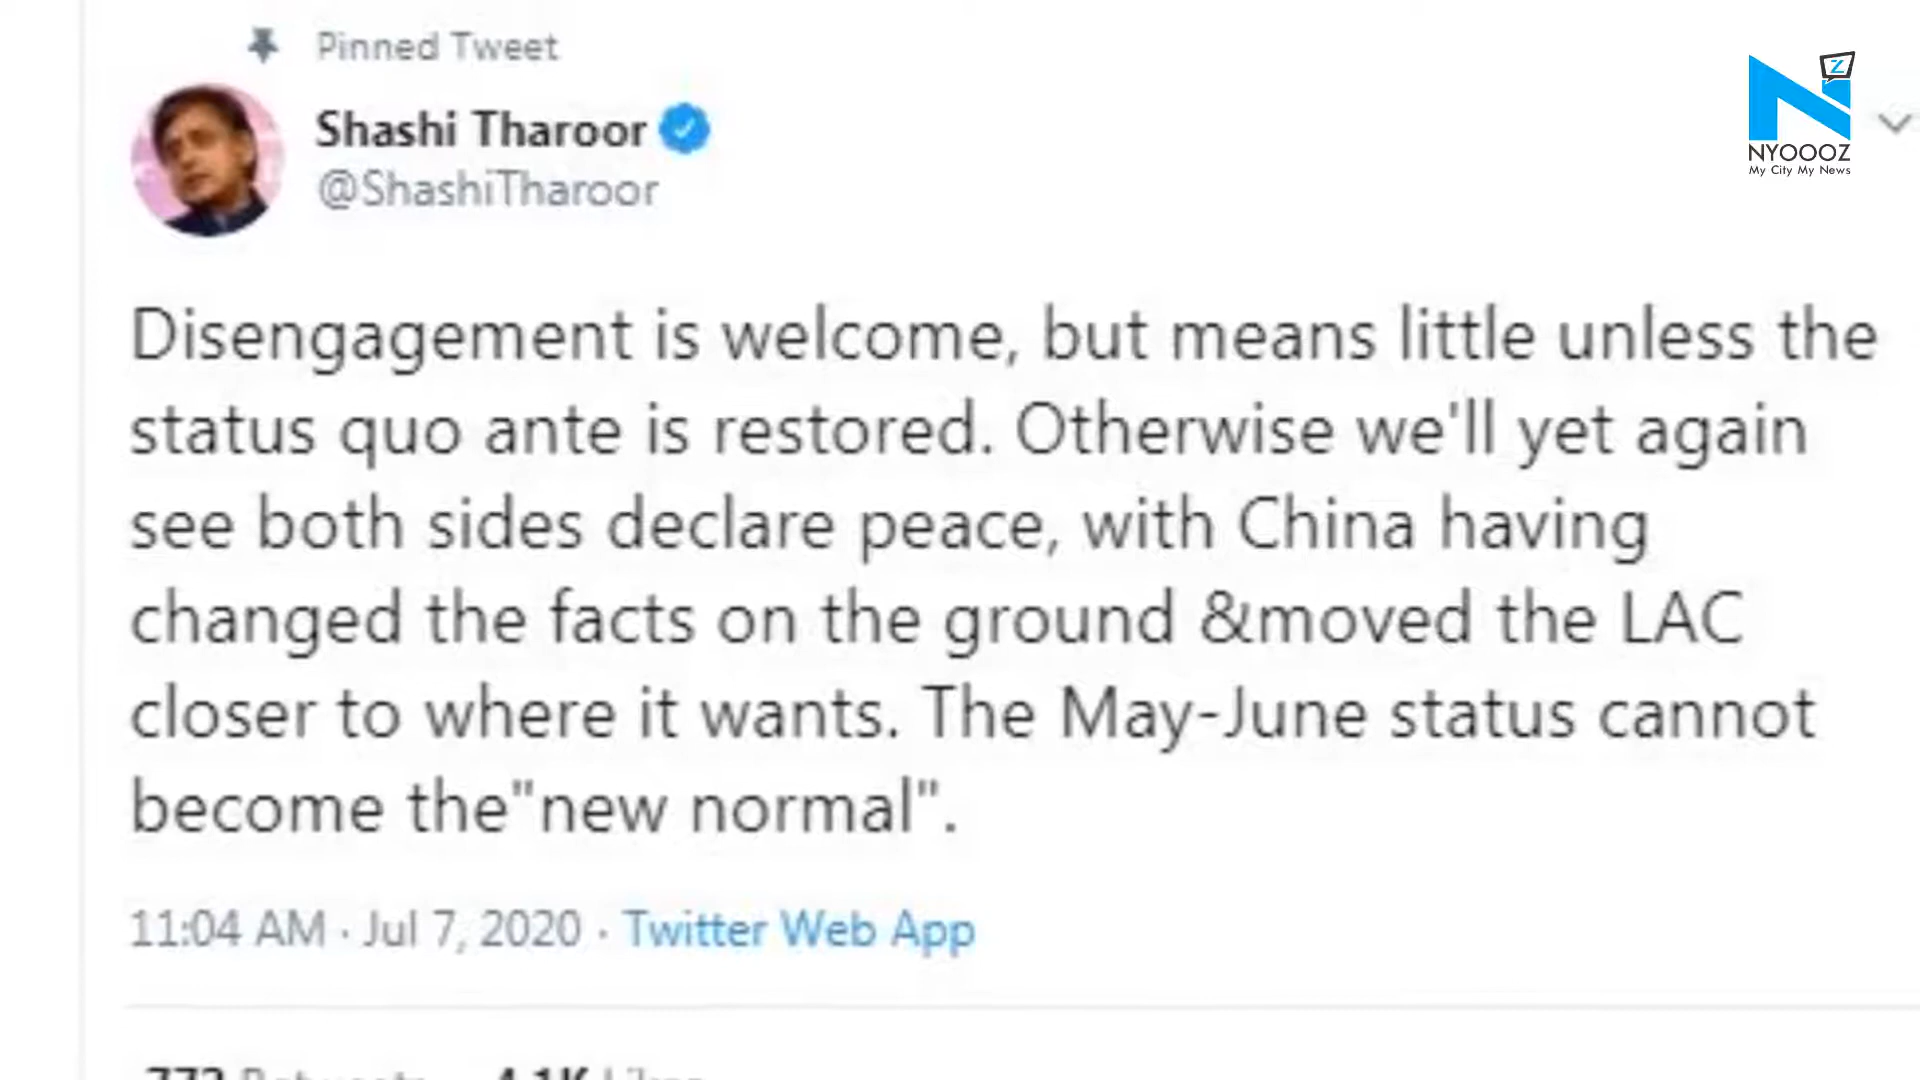 Pinned Tweet
Shashi Tharoor
@ShashiTharoor
Z
NYOOOZ
My City My News
Disengagement is welcome, but means little unless the
status quo ante is restored. Otherwise we'll yet again
see both sides declare peace, with China having
changed the facts on the ground &moved the LAC
closer to where it wants. The May-June status cannot
become the"new normal".
11:04 AM · Jul 7, 2020 · Twitter Web App